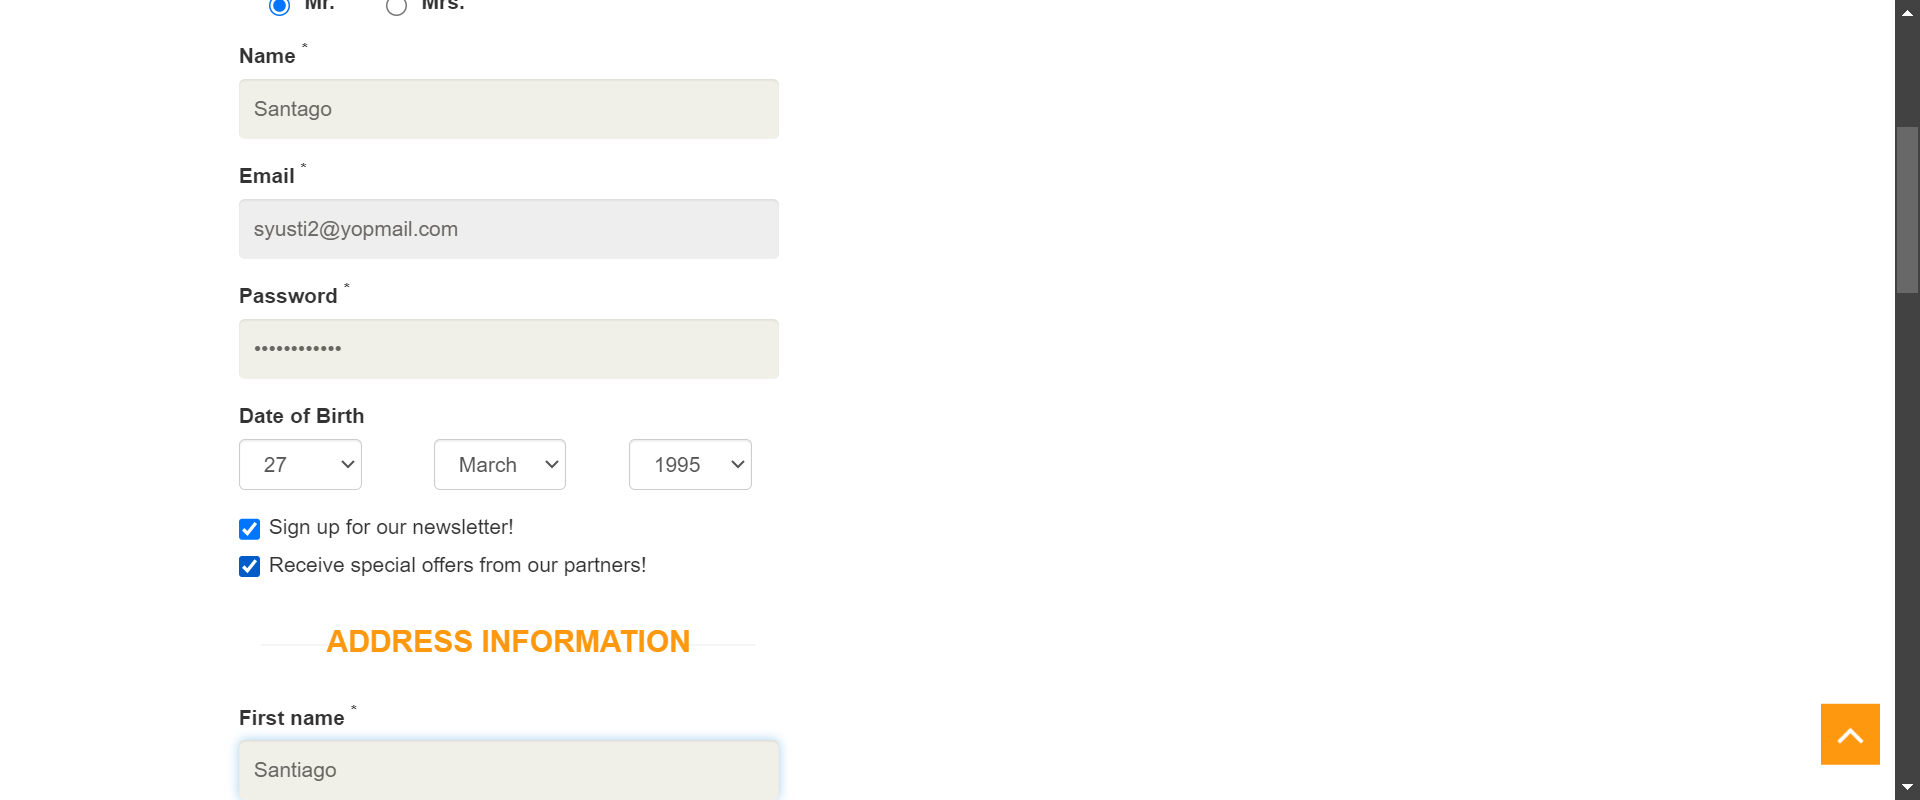 Mr. Mrs.
Name *
Santago
Email *
syusti2@yopmail.com
Password *
••••••••••••
Date of Birth
27 March 1995
Sign up for our newsletter!
Receive special offers from our partners!
ADDRESS INFORMATION
First name *
Santiago